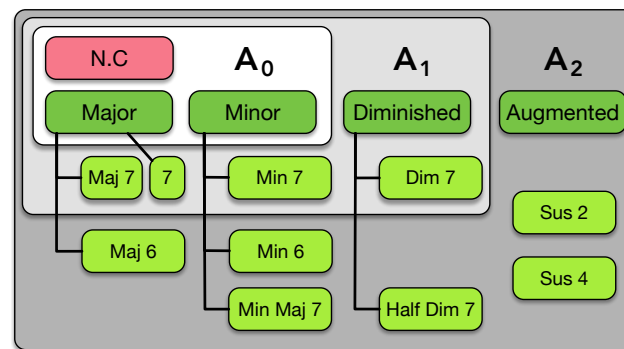 N.C A0 A1 A2
Major Minor Diminished Augmented
Maj 7 7 Min 7 Dim 7
Sus 2
Maj 6 Min 6
Sus 4
Min Maj 7 Half Dim 7